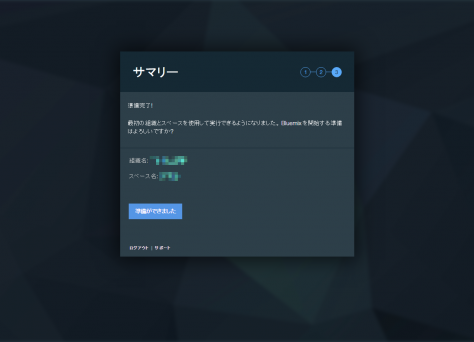 サマリー
1 2 3
準備完了!
最初の組織とスペースを使用して実行できるようになりました。Bluemix を開始する準備
はよろしいですか?
組織名:
スペース名:
準備ができました
ログアウト | サポート